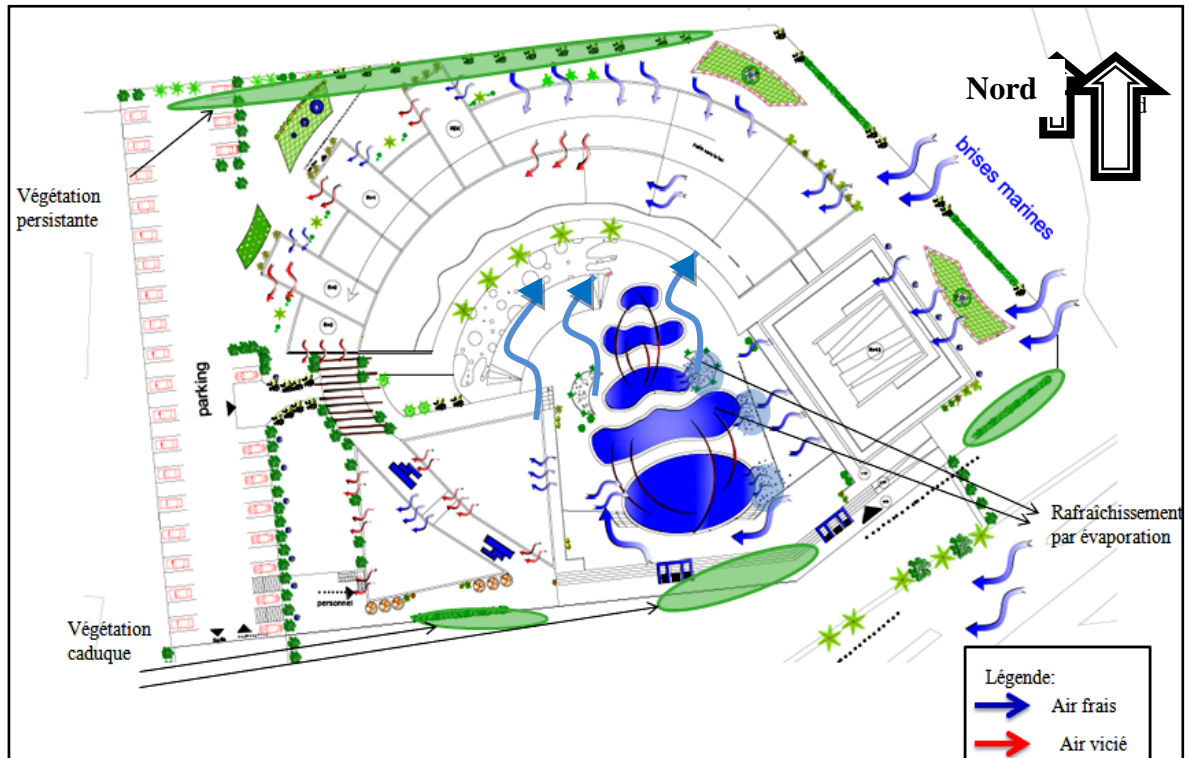 Nord
brises marines
Végétation
persistante
parking
personnel
Rafraîchissement
par évaporation
Végétation
caduque
Légende:
Air frais
Air vicié